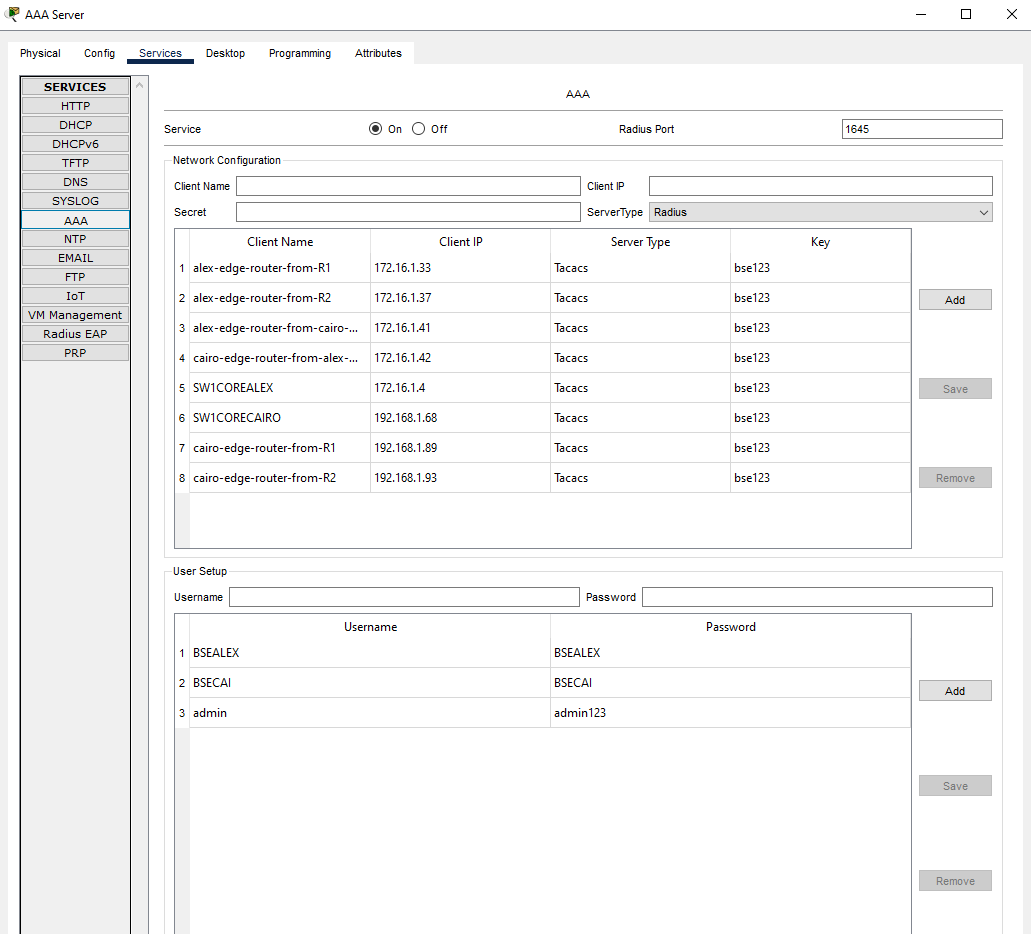 AAA Server
Physical Config Services Desktop Programming Attributes
SERVICES
HTTP
DHCP
DHCPv6
TFTP
DNS
SYSLOG
AAA
NTP
EMAIL
FTP
IoT
VM Management
Radius EAP
PRP
AAA
Service On Off Radius Port 1645
Network Configuration
Client Name Client IP
Secret ServerType Radius
Client Name Client IP Server Type Key
1 alex-edge-router-from-R1 172.16.1.33 Tacacs bse123
2 alex-edge-router-from-R2 172.16.1.37 Tacacs bse123
3 alex-edge-router-from-cairo-... 172.16.1.41 Tacacs bse123
4 cairo-edge-router-from-alex-... 172.16.1.42 Tacacs bse123
5 SW1COREALEX 172.16.1.4 Tacacs bse123
6 SW1CORECAIRO 192.168.1.68 Tacacs bse123
7 cairo-edge-router-from-R1 192.168.1.89 Tacacs bse123
8 cairo-edge-router-from-R2 192.168.1.93 Tacacs bse123
Add
Save
Remove
User Setup
Username Password
Username Password
1 BSEALEX BSEALEX
2 BSECAI BSECAI
3 admin admin123
Add
Save
Remove